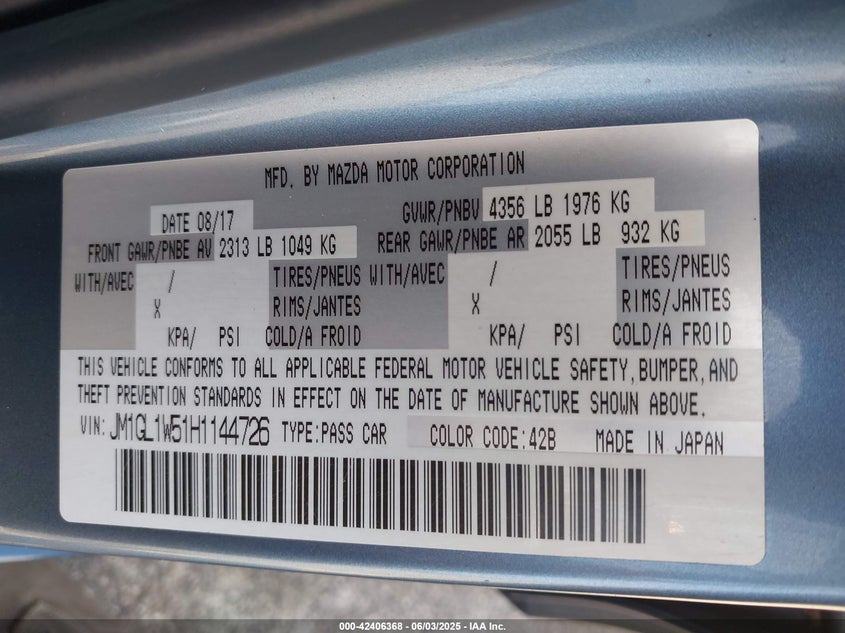 MFD. BY MAZDA MOTOR CORPORATION
DATE 08/17
GVWR/PNBV 4356 LB 1976 KG
FRONT GAWR/PNBE AV 2313 LB 1049 KG
REAR GAWR/PNBE AR 2055 LB 932 KG
WITH/AVEC / TIRES/PNEUS WITH/AVEC / TIRES/PNEUS
X RIMS/JANTES X RIMS/JANTES
KPA/ PSI COLD/A FROID KPA/ PSI COLD/A FROID
THIS VEHICLE CONFORMS TO ALL APPLICABLE FEDERAL MOTOR VEHICLE SAFETY,BUMPER,AND
THEFT PREVENTION STANDARDS IN EFFECT ON THE DATE OF MANUFACTURE SHOWN ABOVE.
VIN: JM1GL1W51H1144726 TYPE:PASS CAR COLOR CODE:42B MADE IN JAPAN
000-42406368 - 06/03/2025 - IAA Inc.